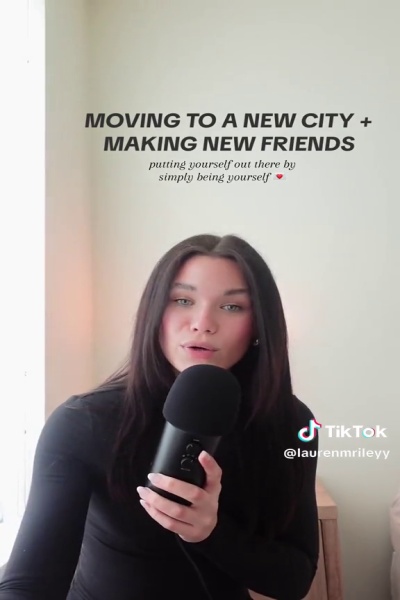 MOVING TO A NEW CITY +
MAKING NEW FRIENDS
putting yourself out there by
simply being yourself 💌
TikTok
@laurenmrileyy